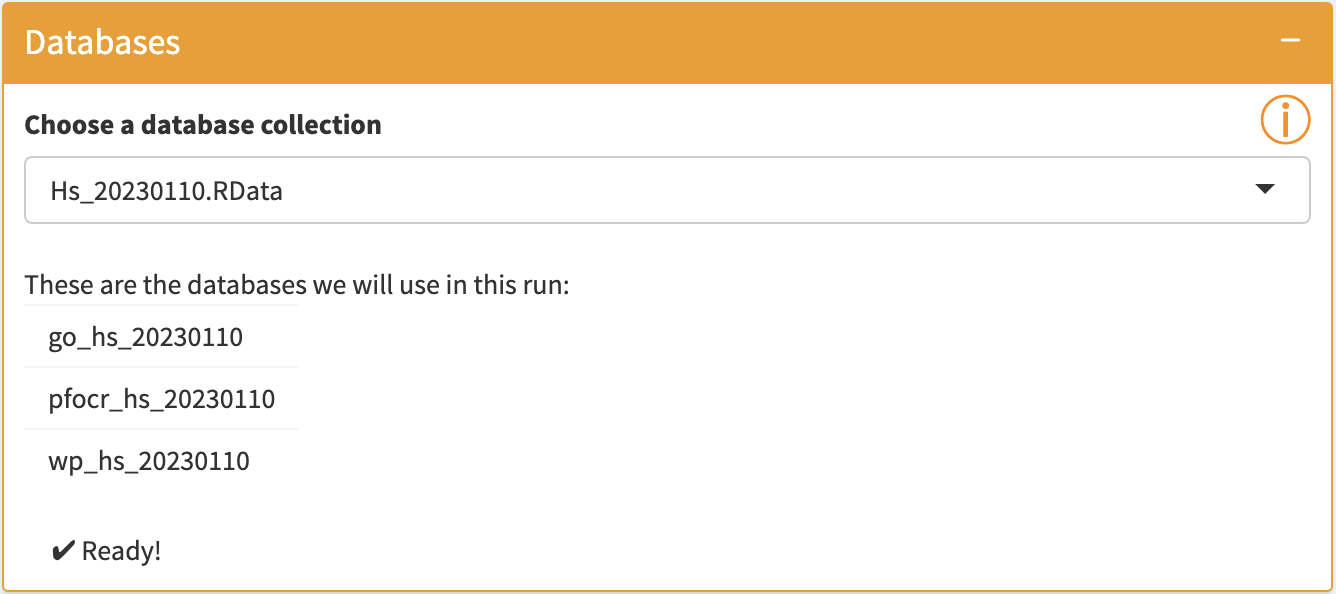 Databases
Choose a database collection
Hs_20230110.RData
These are the databases we will use in this run:
go_hs_20230110
pfocr_hs_20230110
wp_hs_20230110
✔ Ready!